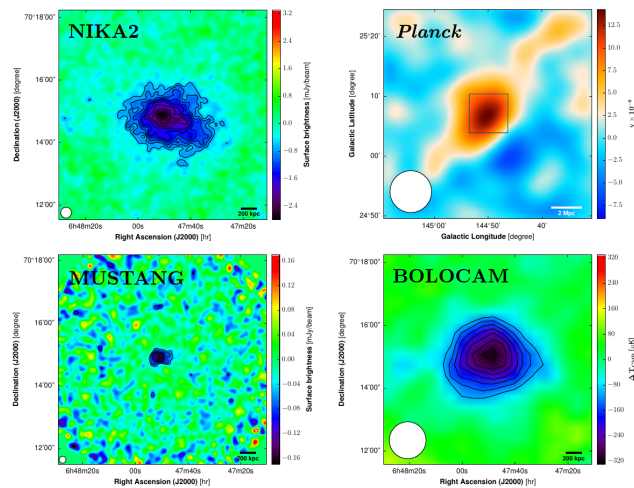 NIKA2
70°18'00"
16'00"
14'00"
12'00"
Declination (J2000) [degree]
6h48m20s
00s
47m40s
47m20s
Right Ascension (J2000) [hr]
200 kpc
3.2
2.4
1.6
0.8
0.0
−0.8
−1.6
−2.4
Surface brightness [mJy/beam]
Planck
25°20'
10'
00'
24°50'
Galactic Latitude [degree]
145°00'
144°50'
40'
Galactic Longitude [degree]
2 Mpc
12.5
10.0
7.5
5.0
2.5
0.0
−2.5
−5.0
−7.5
MUSTANG
70°18'00"
16'00"
14'00"
12'00"
Declination (J2000) [degree]
6h48m20s
00s
47m40s
47m20s
Right Ascension (J2000) [hr]
200 kpc
0.16
0.12
0.08
0.04
0.00
−0.04
−0.08
−0.12
−0.16
Surface brightness [mJy/beam]
BOLOCAM
70°18'00"
16'00"
14'00"
12'00"
Declination (J2000) [degree]
6h48m20s
00s
47m40s
47m20s
Right Ascension (J2000) [hr]
200 kpc
320
240
160
80
0
−80
−160
−240
−320